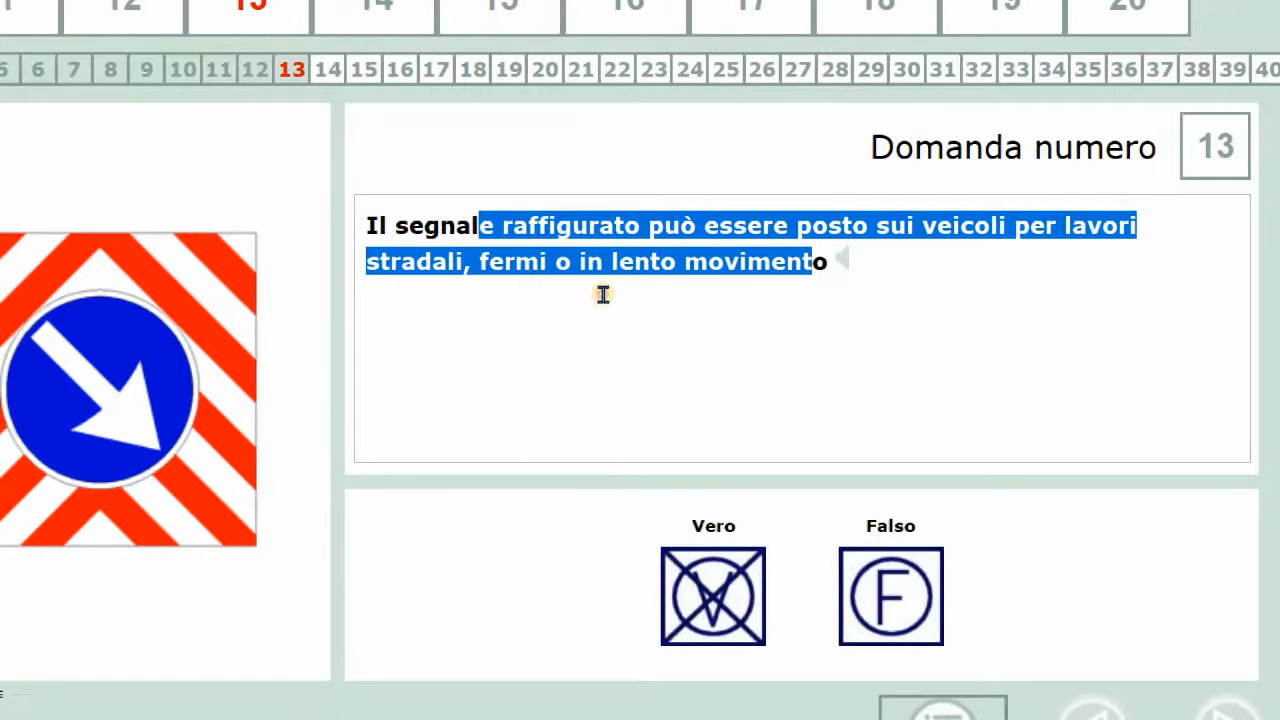 12 13 14 15 16 17 18 19 20
5 6 7 8 9 10 11 12 13 14 15 16 17 18 19 20 21 22 23 24 25 26 27 28 29 30 31 32 33 34 35 36 37 38 39 40
Domanda numero 13
Il segnale raffigurato può essere posto sui veicoli per lavori
stradali, fermi o in lento movimento
Vero Falso
V F